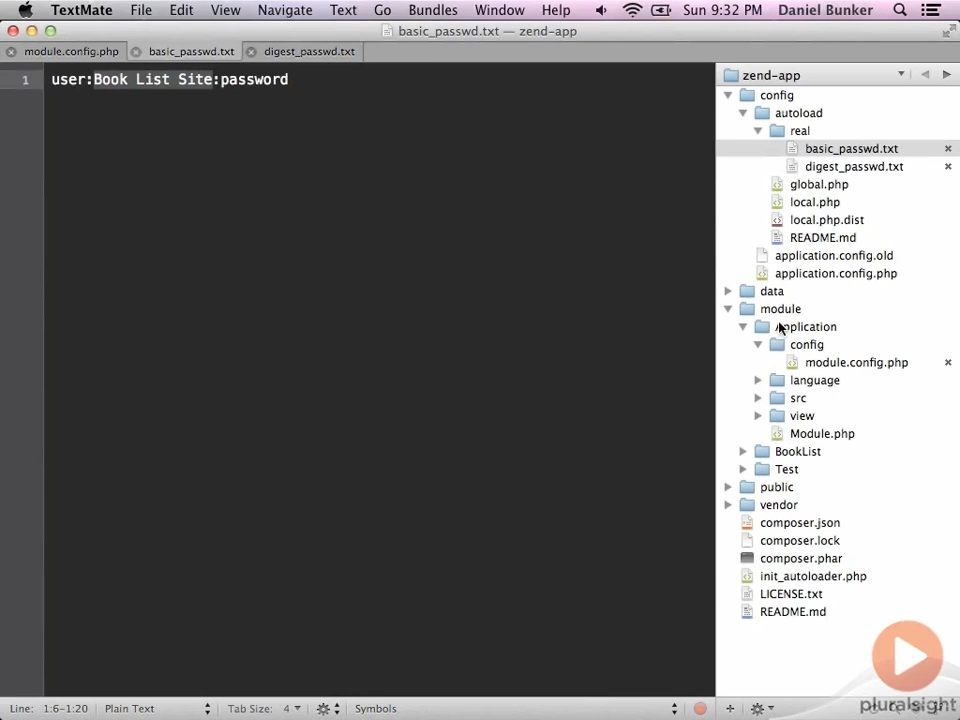 TextMate File Edit View Navigate Text Go Bundles Window Help Sun 9:32 PM Daniel Bunker
basic_passwd.txt — zend-app
module.config.php basic_passwd.txt digest_passwd.txt
1 user:Book List Site:password
zend-app
config
autoload
real
basic_passwd.txt
digest_passwd.txt
global.php
local.php
local.php.dist
README.md
application.config.old
application.config.php
data
module
Application
config
module.config.php
language
src
view
Module.php
BookList
Test
public
vendor
composer.json
composer.lock
composer.phar
init_autoloader.php
LICENSE.txt
README.md
Line: 1:6-1:20 Plain Text Tab Size: 4 Symbols
pluralsight